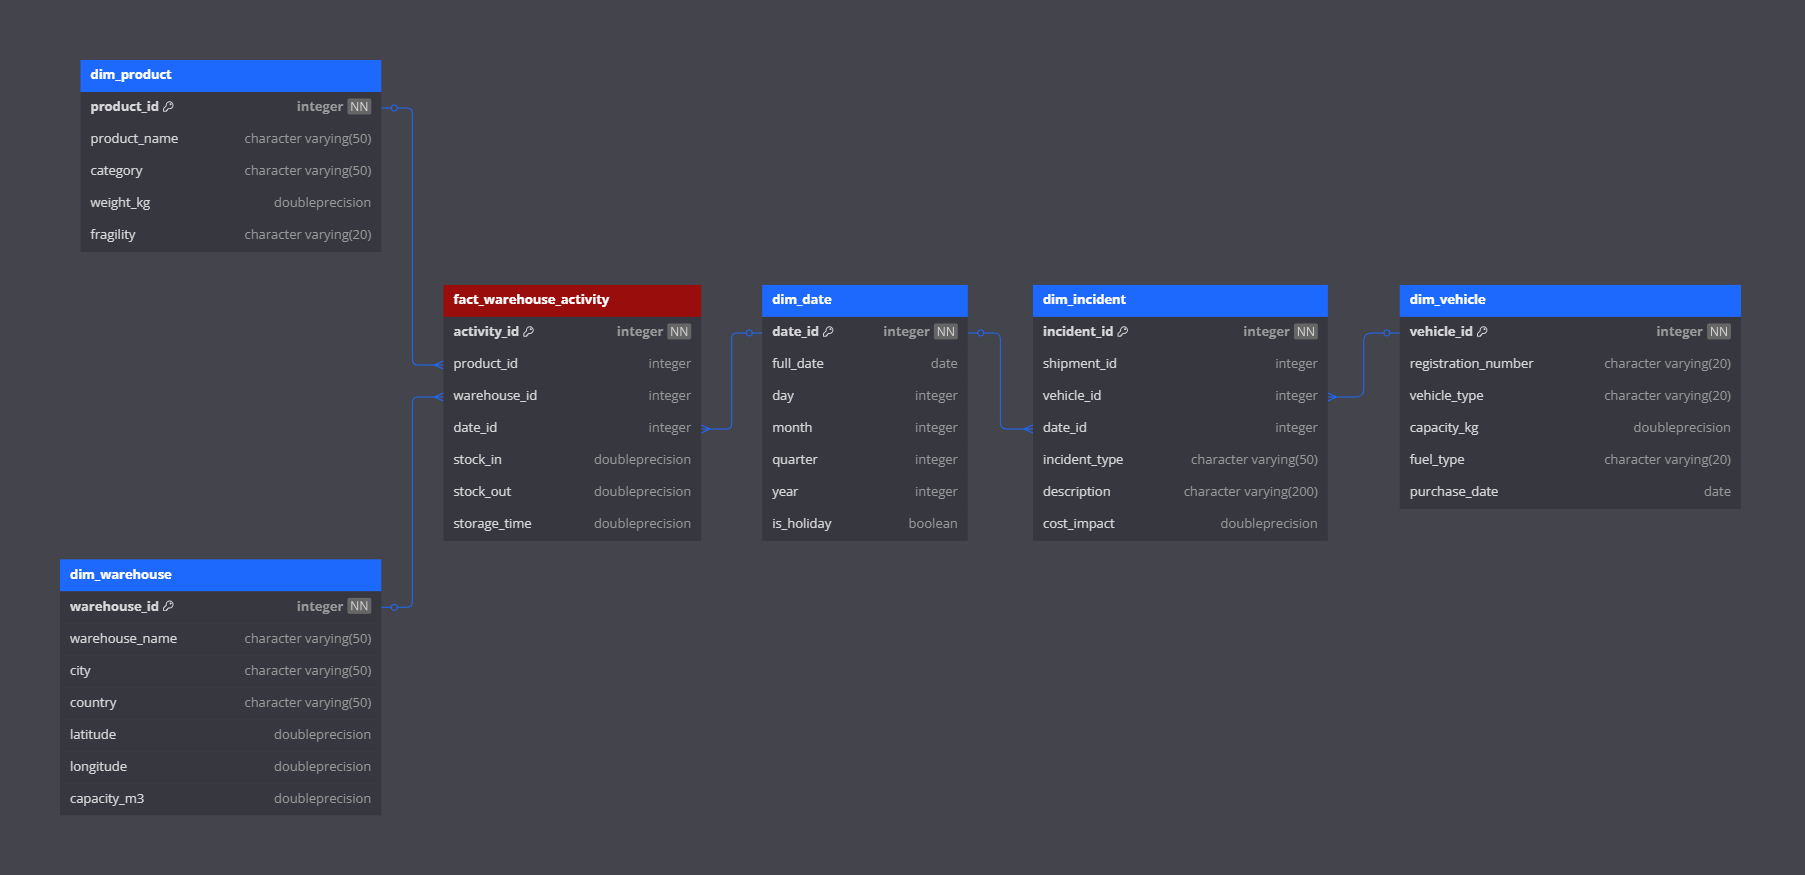 dim_product
product_id integer NN
product_name character varying(50)
category character varying(50)
weight_kg doubleprecision
fragility character varying(20)
fact_warehouse_activity
activity_id integer NN
product_id integer
warehouse_id integer
date_id integer
stock_in doubleprecision
stock_out doubleprecision
storage_time doubleprecision
dim_date
date_id integer NN
full_date date
day integer
month integer
quarter integer
year integer
is_holiday boolean
dim_incident
incident_id integer NN
shipment_id integer
vehicle_id integer
date_id integer
incident_type character varying(50)
description character varying(200)
cost_impact doubleprecision
dim_vehicle
vehicle_id integer NN
registration_number character varying(20)
vehicle_type character varying(20)
capacity_kg doubleprecision
fuel_type character varying(20)
purchase_date date
dim_warehouse
warehouse_id integer NN
warehouse_name character varying(50)
city character varying(50)
country character varying(50)
latitude doubleprecision
longitude doubleprecision
capacity_m3 doubleprecision